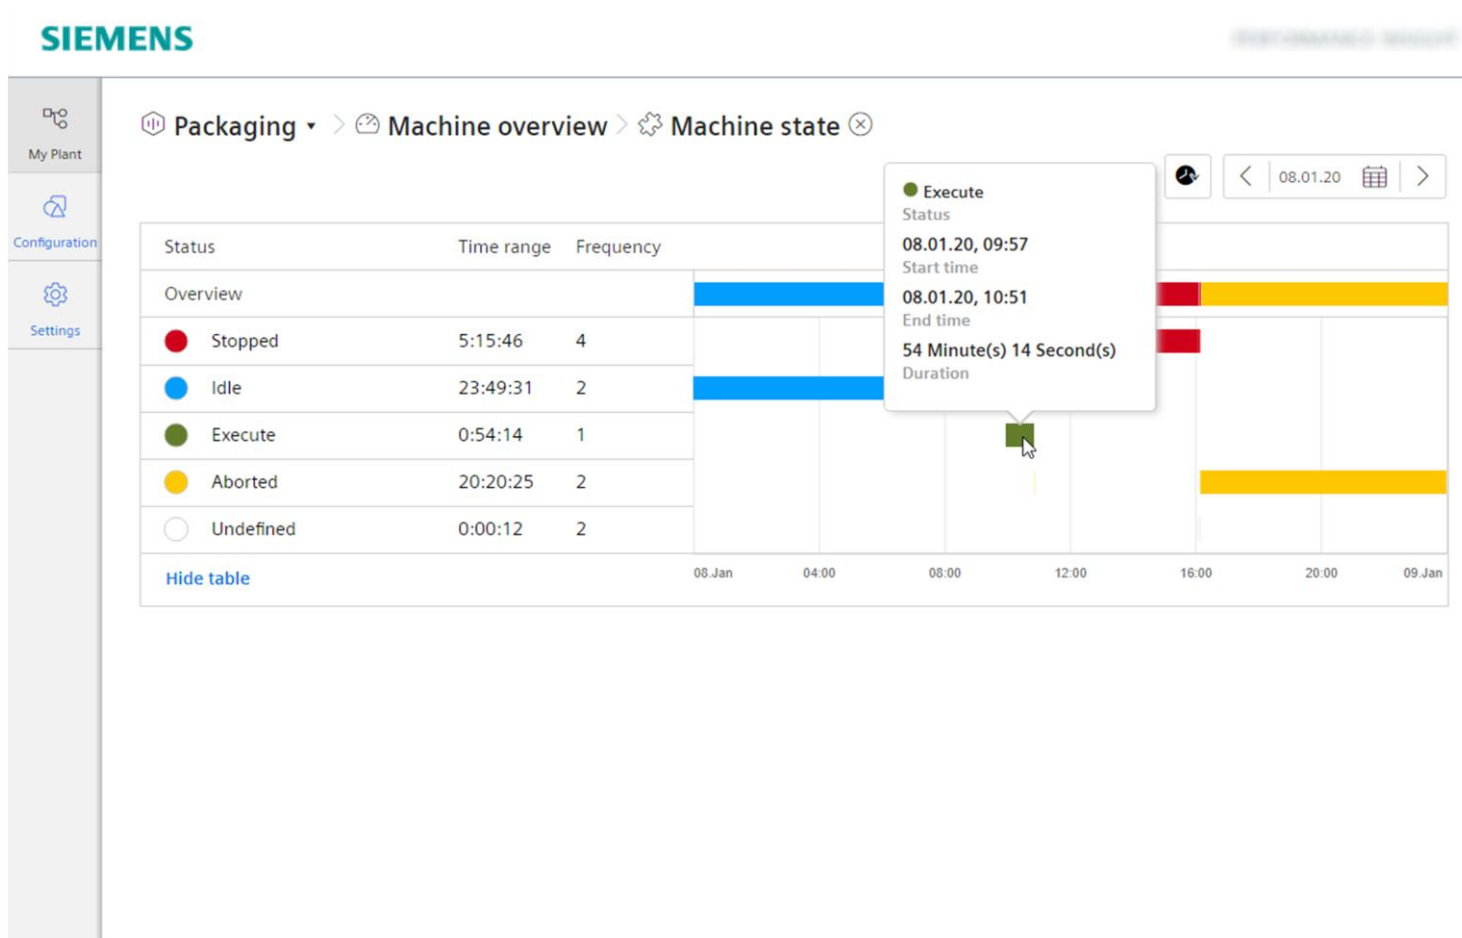 SIEMENS
My Plant
Configuration
Settings
Packaging Machine overview Machine state
08.01.20
Execute
Status
08.01.20, 09:57
Start time
08.01.20, 10:51
End time
54 Minute(s) 14 Second(s)
Duration
Status Time range Frequency
Overview
Stopped 5:15:46 4
Idle 23:49:31 2
Execute 0:54:14 1
Aborted 20:20:25 2
Undefined 0:00:12 2
Hide table
08.Jan 04:00 08:00 12:00 16:00 20:00 09.Jan